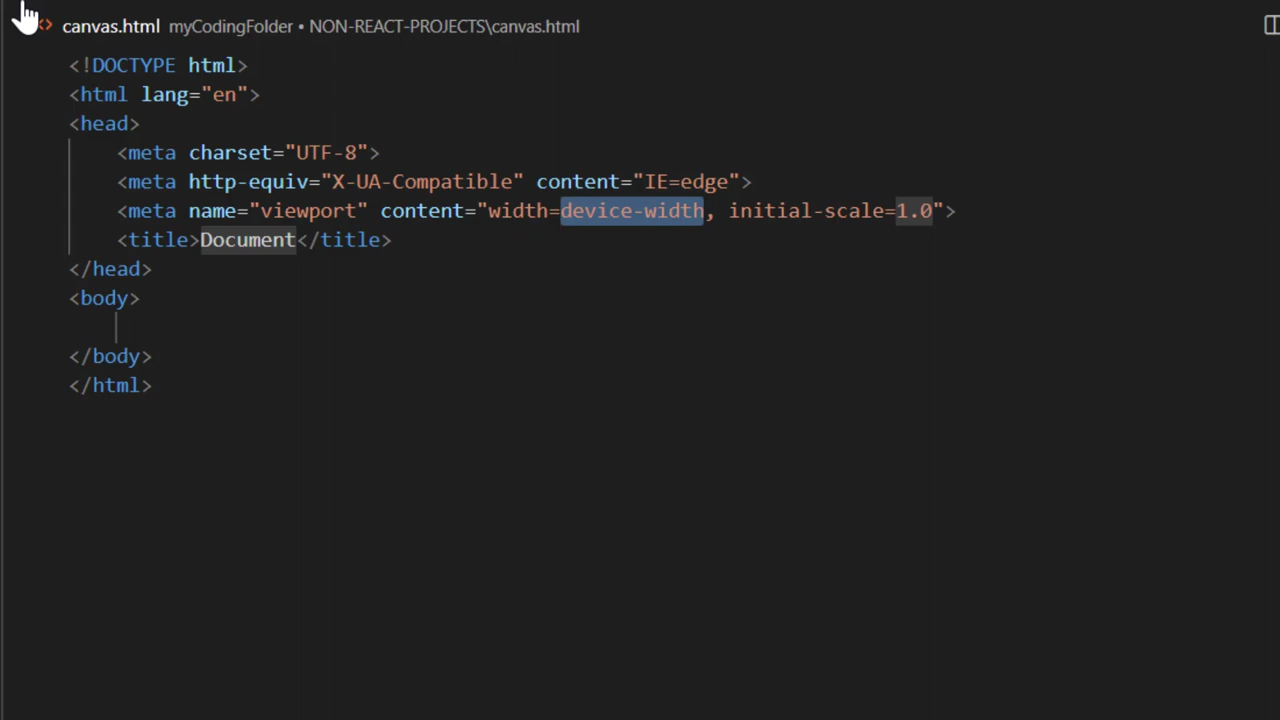 canvas.html myCodingFolder • NON-REACT-PROJECTS\canvas.html
<!DOCTYPE html>
<html lang="en">
<head>
    <meta charset="UTF-8">
    <meta http-equiv="X-UA-Compatible" content="IE=edge">
    <meta name="viewport" content="width=device-width, initial-scale=1.0">
    <title>Document</title>
</head>
<body>
</body>
</html>